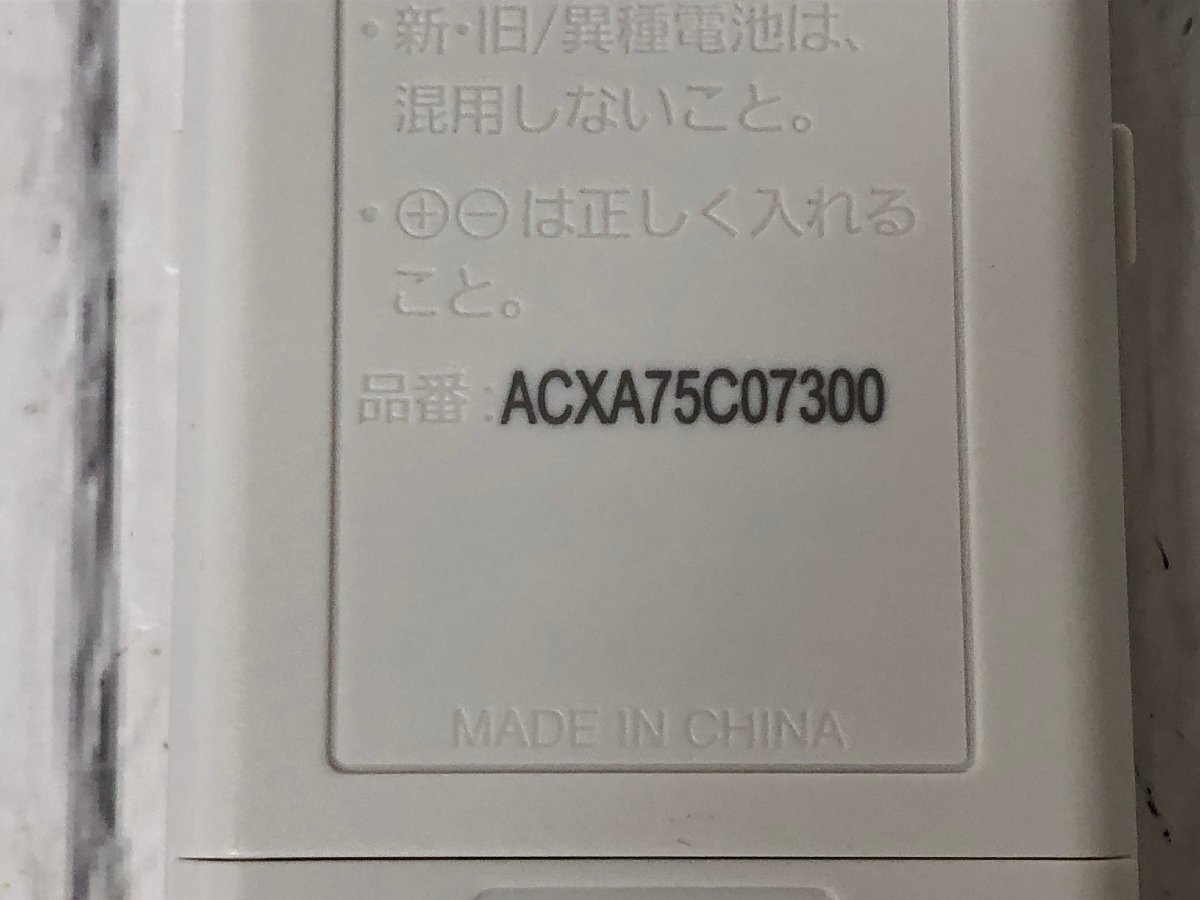 ・新・旧/異種電池は、
混用しないこと。
・⊕⊖は正しく入れる
こと。
品番:ACXA75C07300
MADE IN CHINA